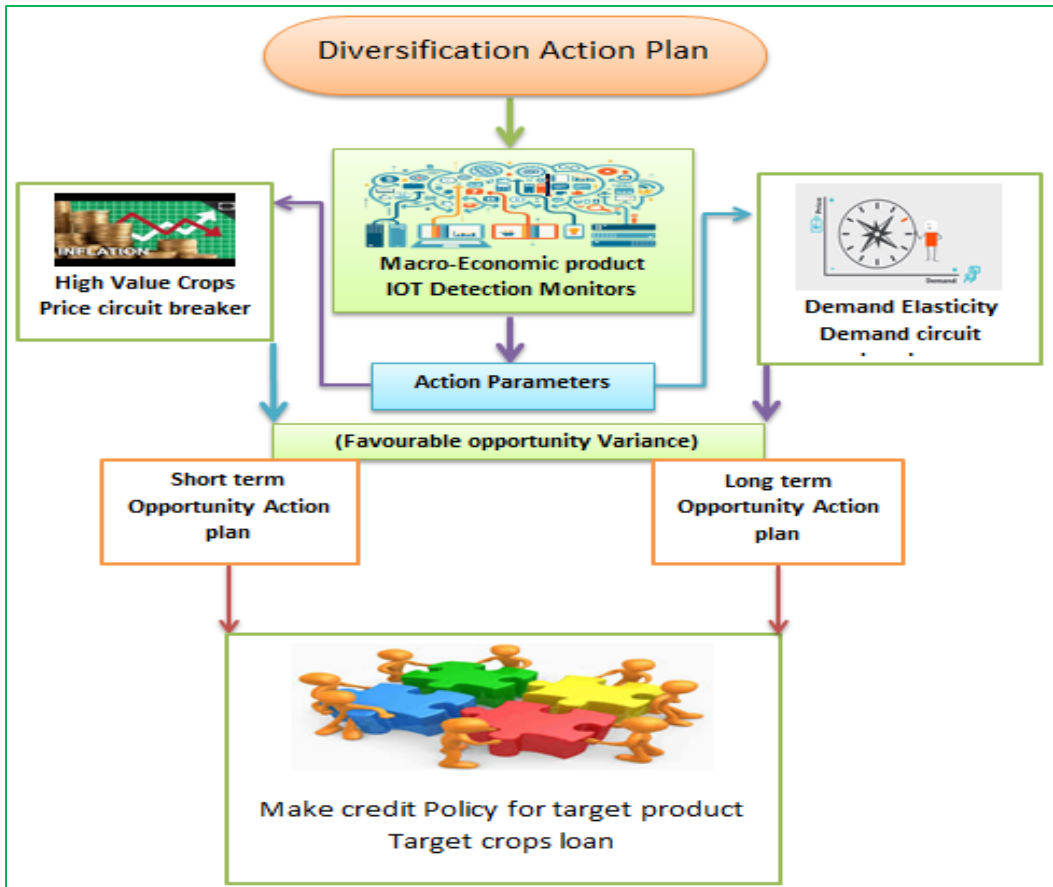 Diversification Action Plan
Macro-Economic product
IOT Detection Monitors
INFLATION
High Value Crops
Price circuit breaker
Price
Demand
Demand Elasticity
Demand circuit
Action Parameters
(Favourable opportunity Variance)
Short term
Opportunity Action
plan
Long term
Opportunity Action
plan
Make credit Policy for target product
Target crops loan